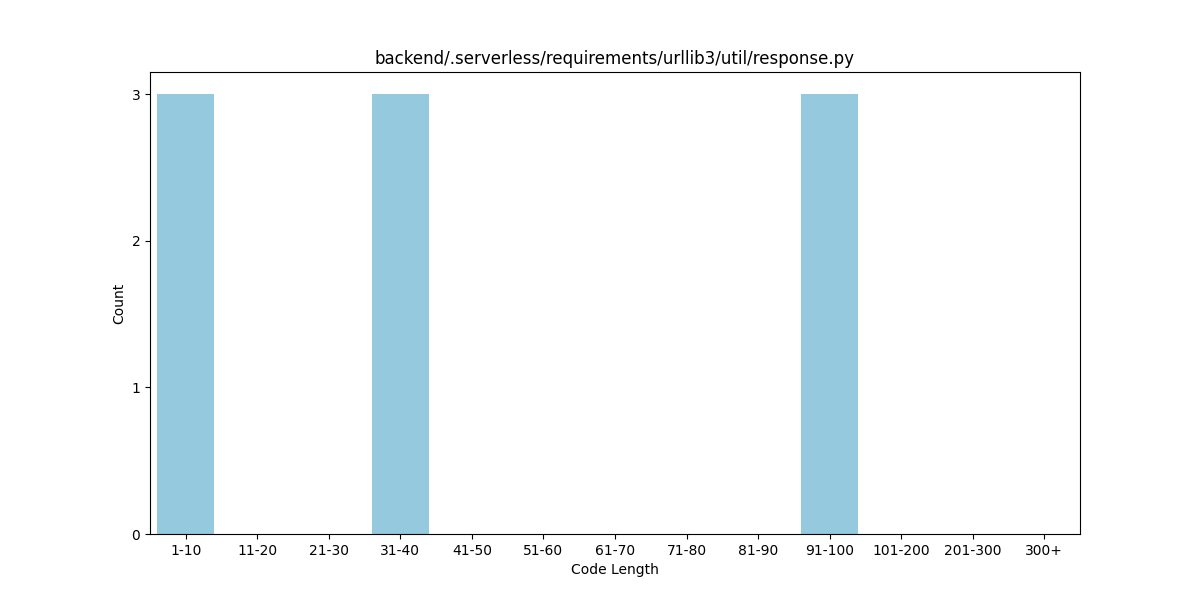 backend/.serverless/requirements/urllib3/util/response.py
3
2
1
0
Count
1-10 11-20 21-30 31-40 41-50 51-60 61-70 71-80 81-90 91-100 101-200 201-300 300+
Code Length